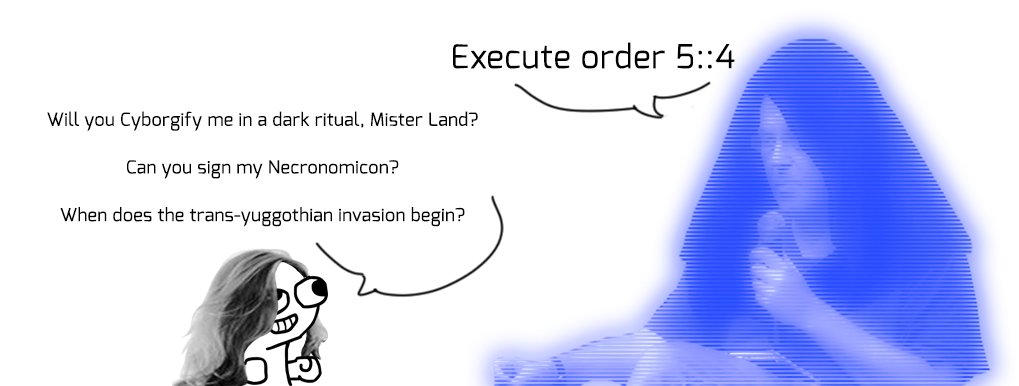 Execute order 5::4
Will you Cyborgify me in a dark ritual, Mister Land?
Can you sign my Necronomicon?
When does the trans-yuggothian invasion begin?